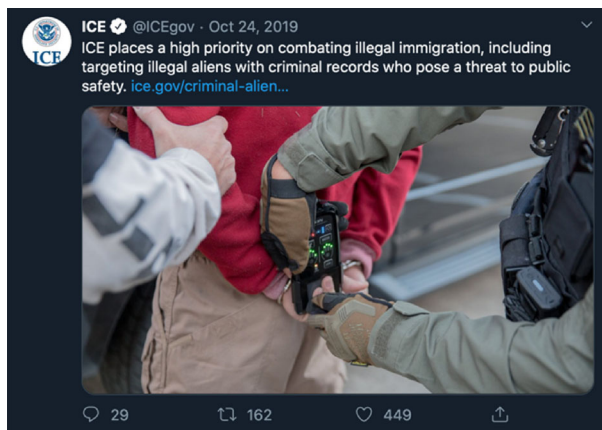 ICE @ICEgov · Oct 24, 2019
ICE places a high priority on combating illegal immigration, including
targeting illegal aliens with criminal records who pose a threat to public
safety. ice.gov/criminal-alien...
ICE
29 162 449